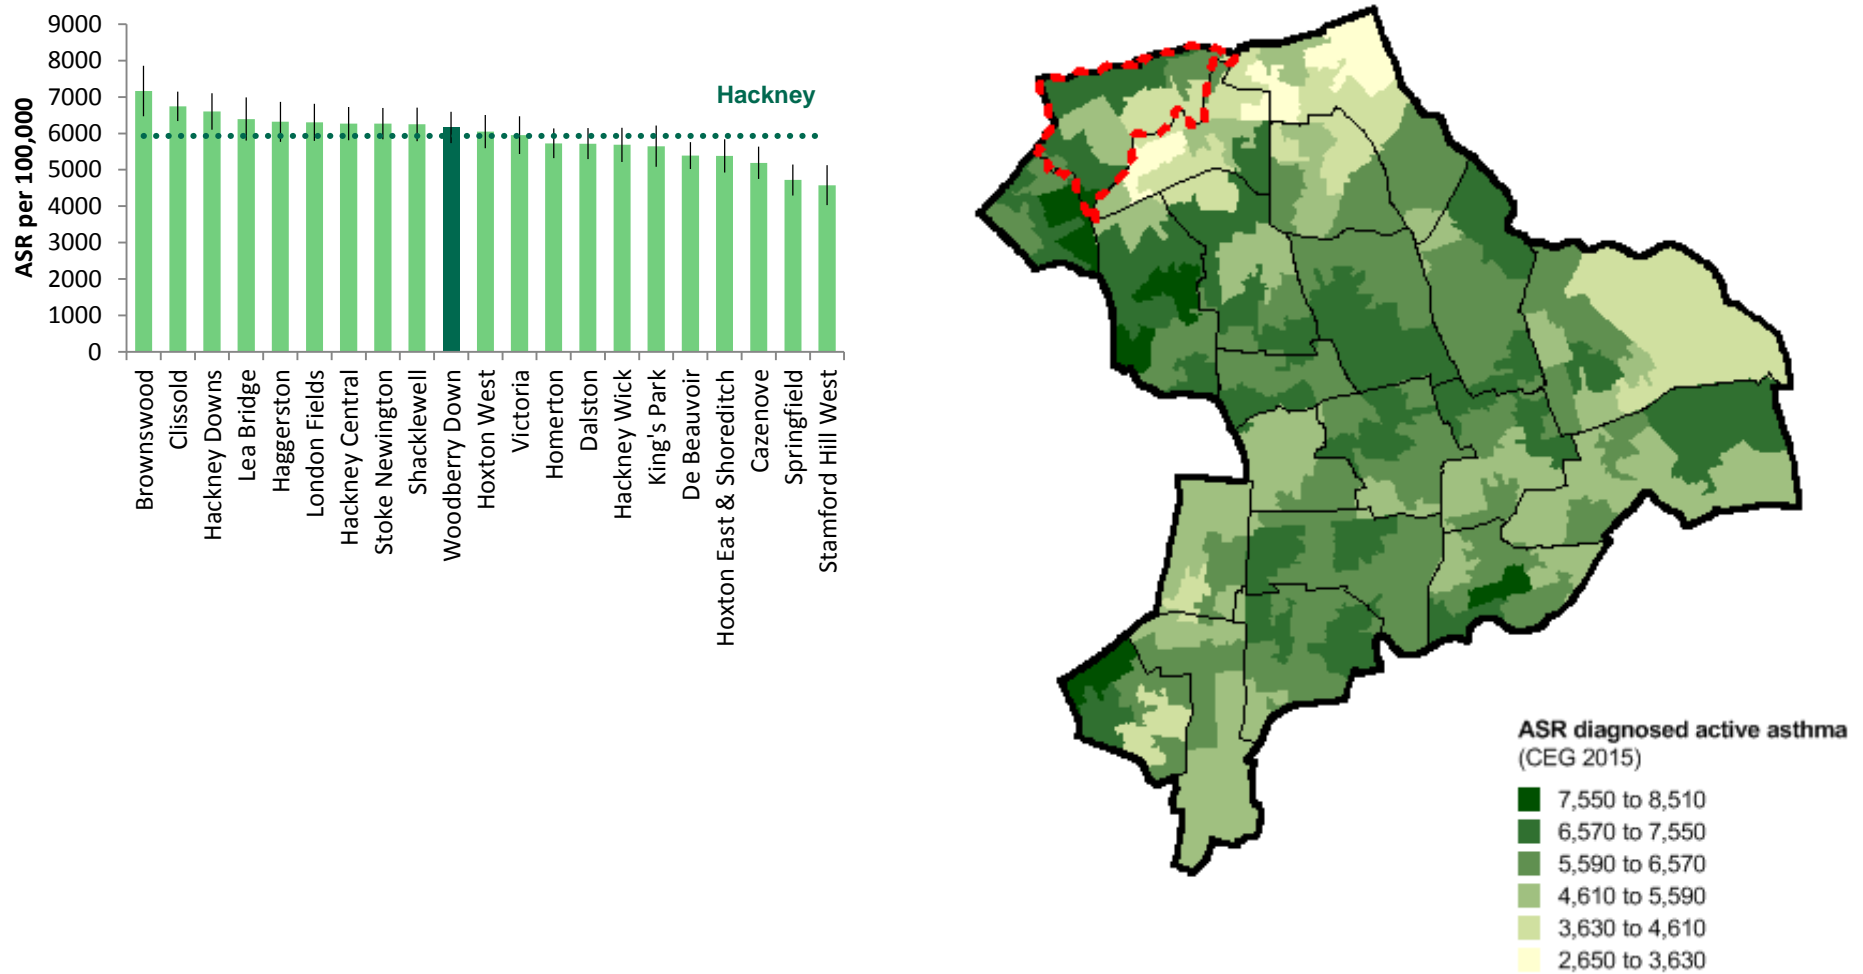 9000
8000
7000
6000
5000
4000
3000
2000
1000
0
ASR per 100,000
Hackney
Brownswood
Clissold
Hackney Downs
Lea Bridge
Haggerston
London Fields
Hackney Central
Stoke Newington
Shacklewell
Woodberry Down
Hoxton West
Victoria
Homerton
Dalston
Hackney Wick
King's Park
De Beauvoir
Hoxton East & Shoreditch
Cazenove
Springfield
Stamford Hill West
ASR diagnosed active asthma
(CEG 2015)
7,550 to 8,510
6,570 to 7,550
5,590 to 6,570
4,610 to 5,590
3,630 to 4,610
2,650 to 3,630